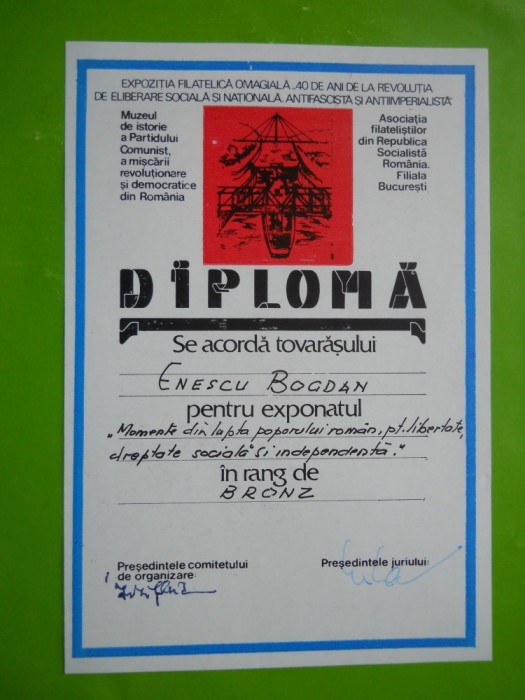 EXPOZIȚIA FILATELICĂ OMAGIALĂ „40 DE ANI DE LA REVOLUȚIA
DE ELIBERARE SOCIALĂ ȘI NAȚIONALĂ, ANTIFASCISTĂ ȘI ANTIIMPERIALISTĂ"
Muzeul
de istorie
a Partidului
Comunist,
a mișcării
revoluționare
și democratice
din România
Asociația
filateliștilor
din Republica
Socialistă
România.
Filiala
București
DIPLOMĂ
Se acordă tovarășului
ENESCU BOGDAN
pentru exponatul
„Momente din lupta poporului român, pt. libertate,
dreptate socială și independență."
în rang de
BRONZ
Președintele comitetului
de organizare:
Președintele juriului: